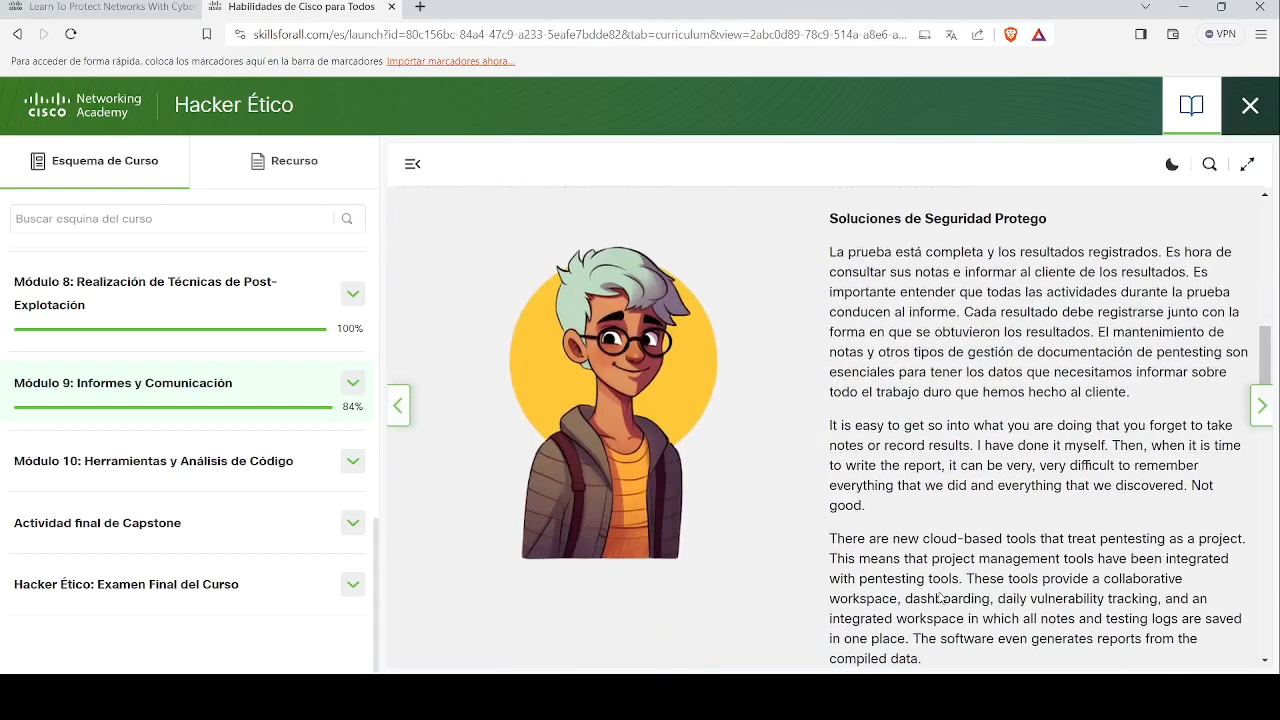 Learn To Protect Networks With Cyber
Habilidades de Cisco para Todos
skillsforall.com/es/launch?id=80c156bc-84a4-47c9-a233-5eafe7bdde82&tab=curriculum&view=2abc0d89-78c9-514a-a8e6-a...
VPN
Para acceder de forma rápida, coloca los marcadores aquí en la barra de marcadores Importar marcadores ahora...
cisco Networking Academy
Hacker Ético
Esquema de Curso
Recurso
Buscar esquina del curso
Módulo 8: Realización de Técnicas de Post-
Explotación
100%
Módulo 9: Informes y Comunicación
84%
Módulo 10: Herramientas y Análisis de Código
Actividad final de Capstone
Hacker Ético: Examen Final del Curso
Soluciones de Seguridad Protego
La prueba está completa y los resultados registrados. Es hora de
consultar sus notas e informar al cliente de los resultados. Es
importante entender que todas las actividades durante la prueba
conducen al informe. Cada resultado debe registrarse junto con la
forma en que se obtuvieron los resultados. El mantenimiento de
notas y otros tipos de gestión de documentación de pentesting son
esenciales para tener los datos que necesitamos informar sobre
todo el trabajo duro que hemos hecho al cliente.
It is easy to get so into what you are doing that you forget to take
notes or record results. I have done it myself. Then, when it is time
to write the report, it can be very, very difficult to remember
everything that we did and everything that we discovered. Not
good.
There are new cloud-based tools that treat pentesting as a project.
This means that project management tools have been integrated
with pentesting tools. These tools provide a collaborative
workspace, dashboarding, daily vulnerability tracking, and an
integrated workspace in which all notes and testing logs are saved
in one place. The software even generates reports from the
compiled data.